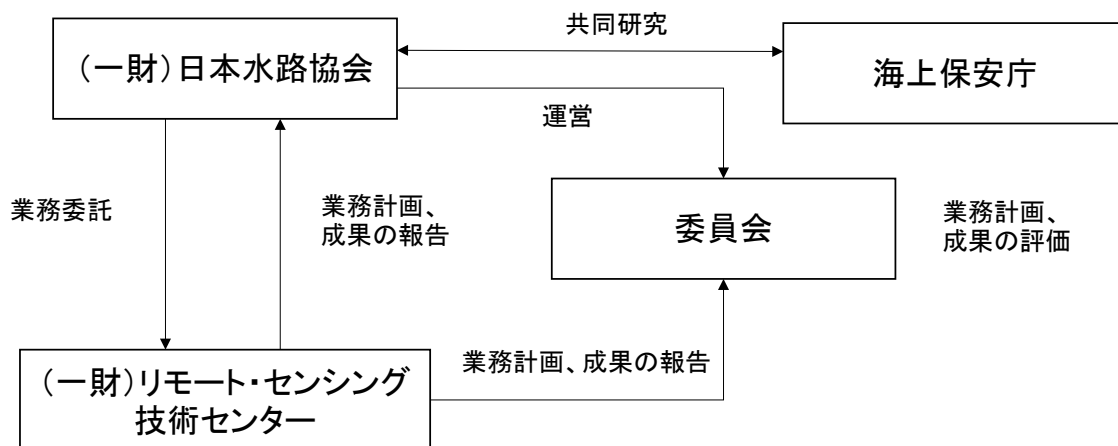 共同研究
(一財)日本水路協会
海上保安庁
運営
業務委託
業務計画、
成果の報告
委員会
業務計画、
成果の評価
業務計画、成果の報告
(一財)リモート・センシング
技術センター